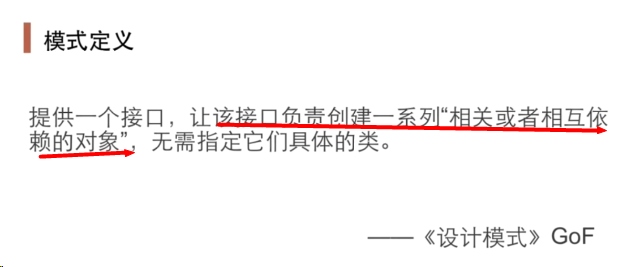 模式定义
提供一个接口，让该接口负责创建一系列“相关或者相互依
赖的对象”，无需指定它们具体的类。
——《设计模式》GoF